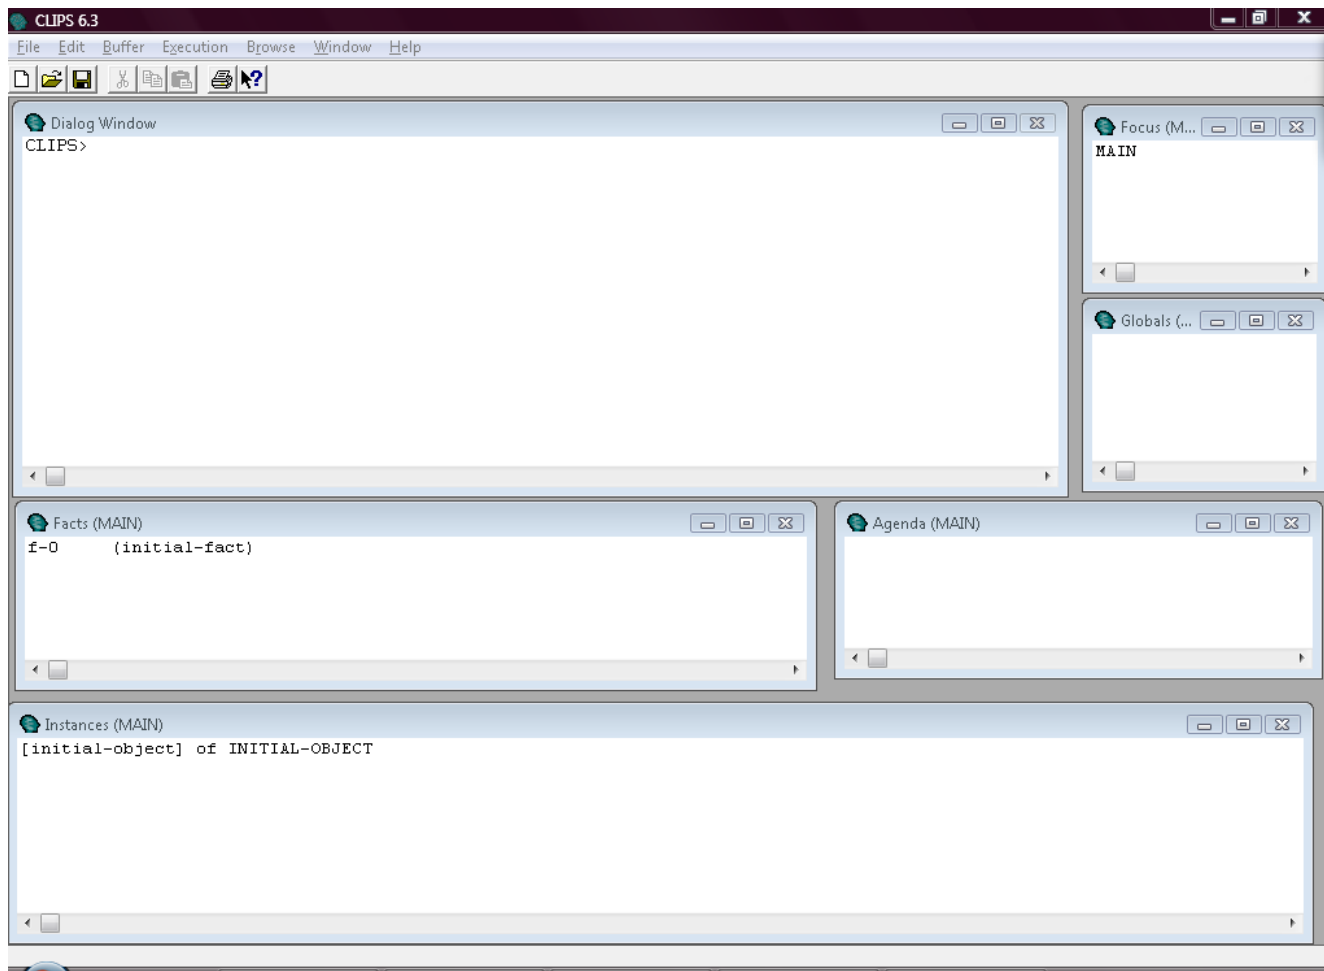 CLIPS 6.3
File Edit Buffer Execution Browse Window Help
Dialog Window
CLIPS>
Focus (M...
MAIN
Globals (...
Facts (MAIN)
f-0 (initial-fact)
Agenda (MAIN)
Instances (MAIN)
[initial-object] of INITIAL-OBJECT